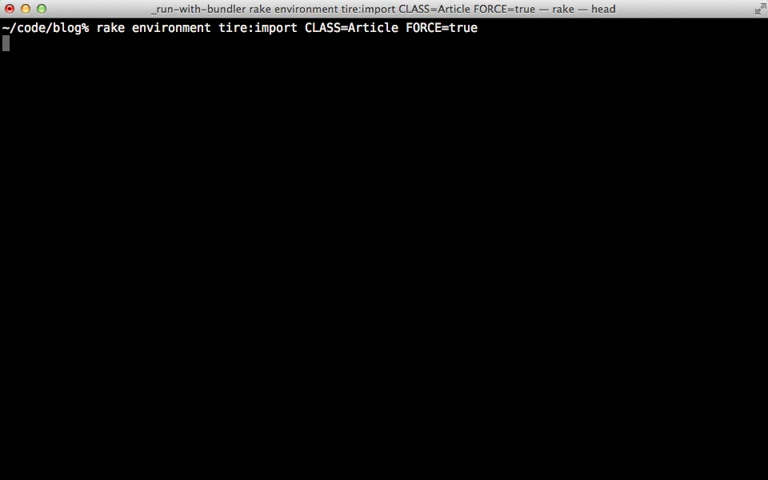 _run-with-bundler rake environment tire:import CLASS=Article FORCE=true — rake — head
~/code/blog% rake environment tire:import CLASS=Article FORCE=true